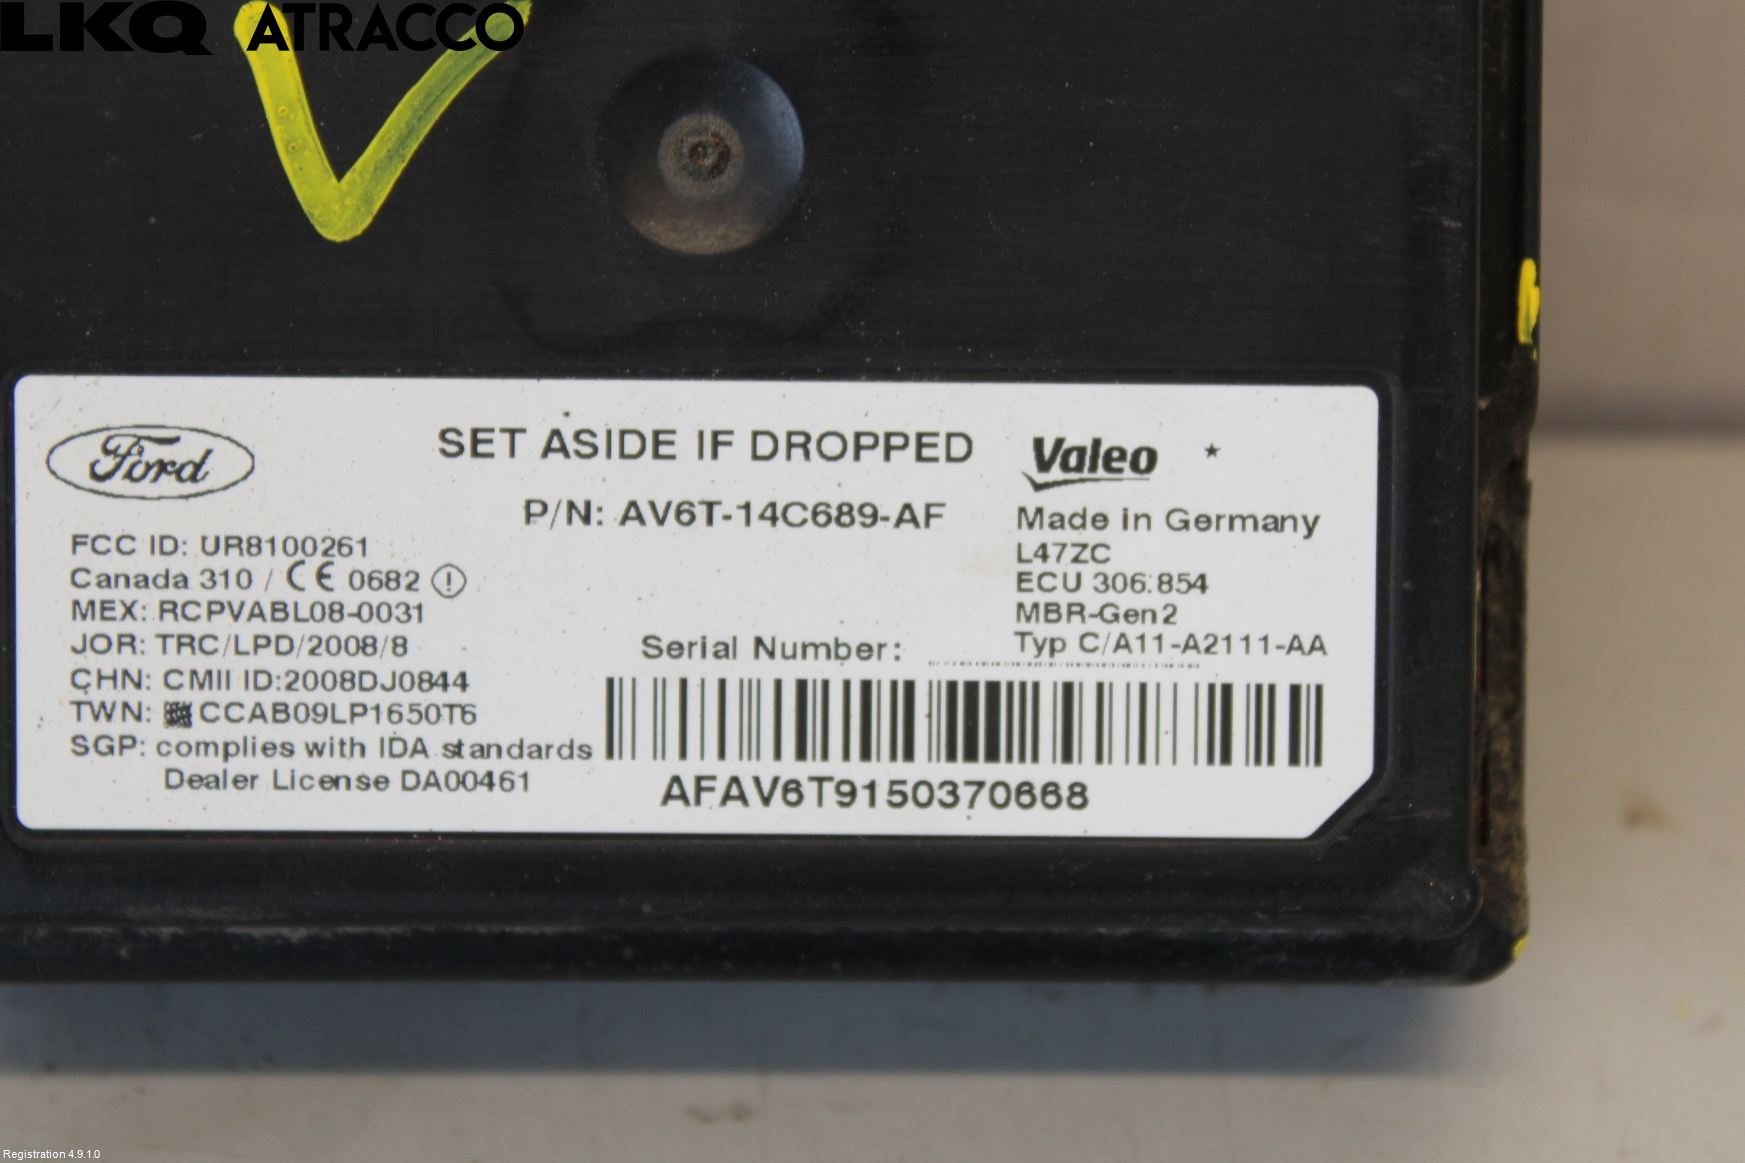 LKQ ATRACCO
Ford
SET ASIDE IF DROPPED
Valeo *
P/N: AV6T-14C689-AF
Made in Germany
FCC ID: UR8100261
L47ZC
Canada 310 / CE 0682
ECU 306.854
MEX: RCPVABL08-0031
MBR-Gen2
JOR: TRC/LPD/2008/8
Serial Number:
Typ C/A11-A2111-AA
CHN: CMII ID:2008DJ0844
TWN: CCAB09LP1650T6
SGP: complies with IDA standards
Dealer License DA00461
AFAV6T9150370668
Registration 4.9.1.0